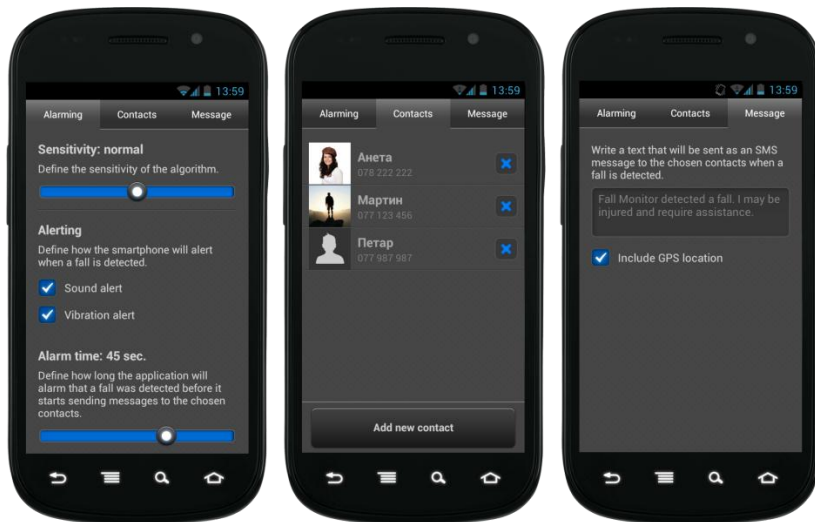 13:59
Alarming Contacts Message
Sensitivity: normal
Define the sensitivity of the algorithm.
Alerting
Define how the smartphone will alert
when a fall is detected.
Sound alert
Vibration alert
Alarm time: 45 sec.
Define how long the application will
alarm that a fall was detected before it
starts sending messages to the chosen
contacts.
13:59
Alarming Contacts Message
Анета
078 222 222
Мартин
077 123 456
Петар
077 987 987
Add new contact
13:59
Alarming Contacts Message
Write a text that will be sent as an SMS
message to the chosen contacts when a
fall is detected.
Fall Monitor detected a fall. I may be
injured and require assistance.
Include GPS location